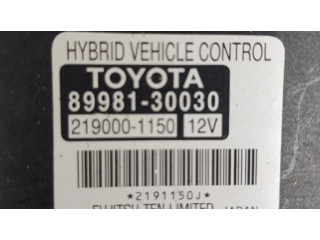 HYBRID VEHICLE CONTROL
TOYOTA
89981-30030
219000-1150 12V
*2191150J*
FUJITSU TEN LIMITED JAPAN